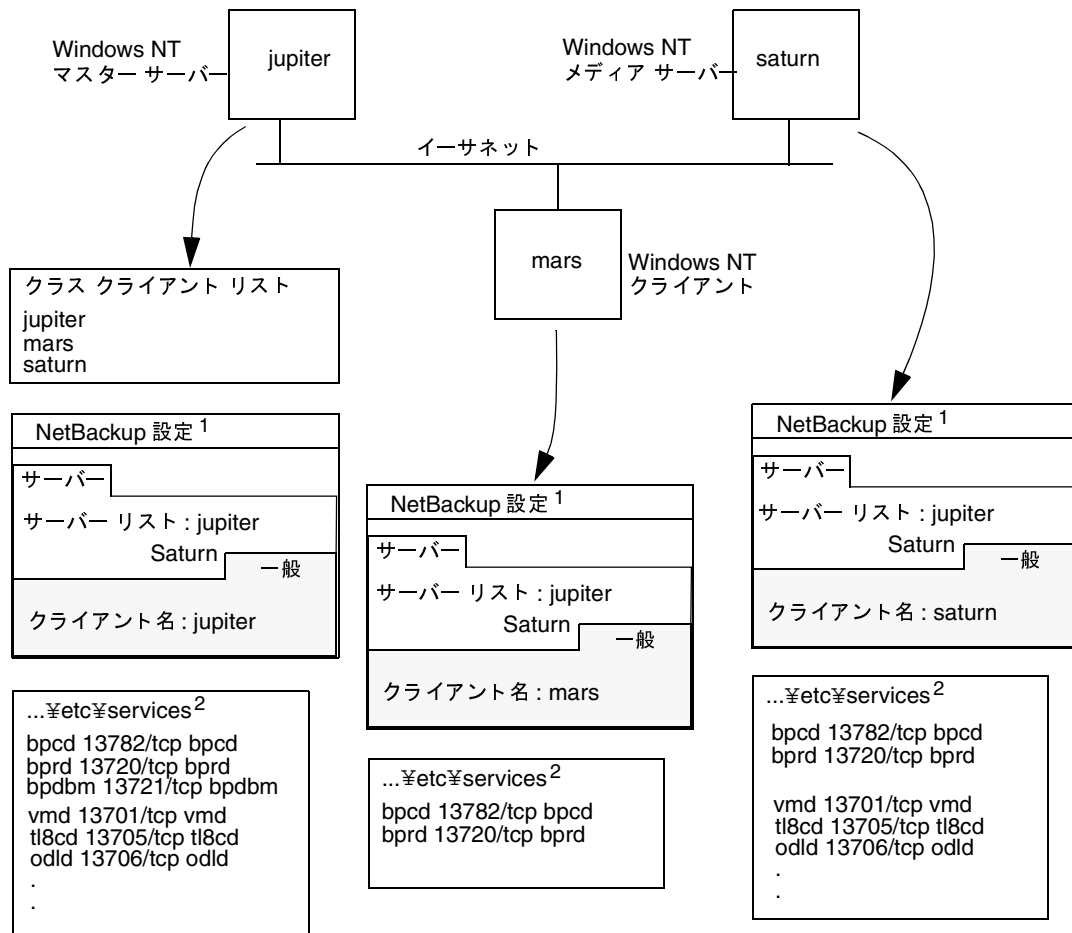 Windows NT
マスター サーバー
jupiter
Windows NT
メディア サーバー
saturn
イーサネット
mars
Windows NT
クライアント
クラス クライアント リスト
jupiter
mars
saturn
NetBackup 設定 1
サーバー
サーバー リスト : jupiter
Saturn
一般
クライアント名 : jupiter
...¥etc¥services2
bpcd 13782/tcp bpcd
bprd 13720/tcp bprd
bpdbm 13721/tcp bpdbm
vmd 13701/tcp vmd
tl8cd 13705/tcp tl8cd
odld 13706/tcp odld
.
.
NetBackup 設定 1
サーバー
サーバー リスト : jupiter
Saturn
一般
クライアント名 : mars
...¥etc¥services2
bpcd 13782/tcp bpcd
bprd 13720/tcp bprd
NetBackup 設定 1
サーバー
サーバー リスト : jupiter
Saturn
一般
クライアント名 : saturn
...¥etc¥services2
bpcd 13782/tcp bpcd
bprd 13720/tcp bprd
vmd 13701/tcp vmd
tl8cd 13705/tcp tl8cd
odld 13706/tcp odld
.
.